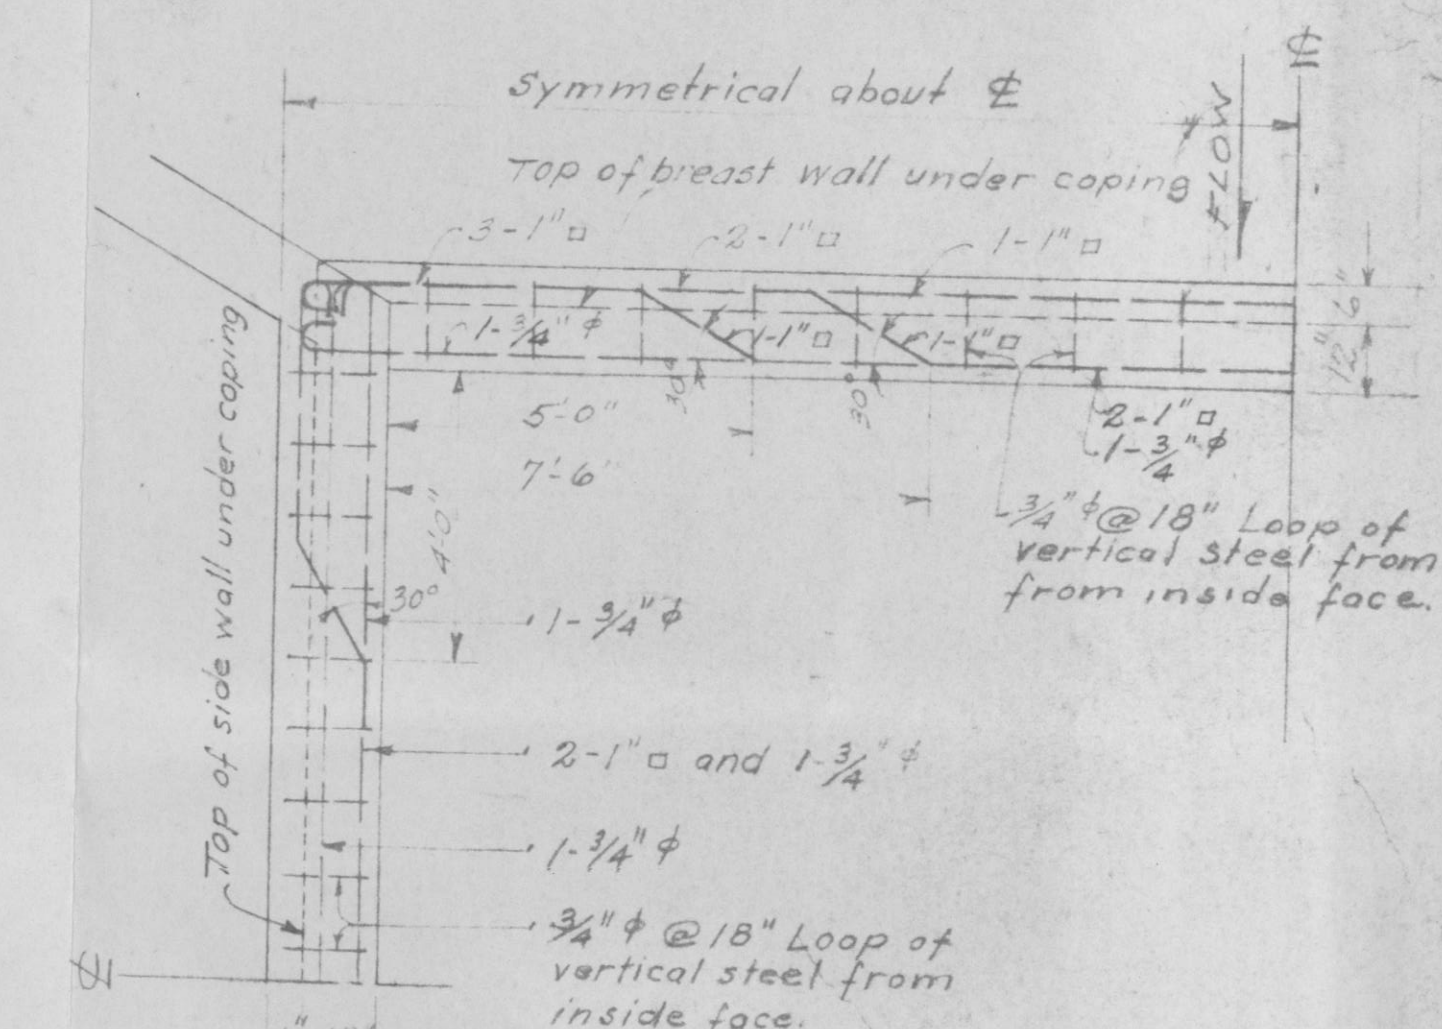 ℄
Symmetrical about ℄
FLOW
Top of breast wall under coping
3-1" ▫
2-1" ▫
1-1" ▫
6"
12"
1-3/4" ϕ
1-1" ▫
1-1" ▫
30°
30°
2-1" ▫
1-3/4" ϕ
5'-0"
7'-6"
3/4" ϕ @ 18" Loop of
vertical steel from
from inside face.
4'-0"
30°
1-3/4" ϕ
Top of side wall under coping
2-1" ▫ and 1-3/4" ϕ
1-3/4" ϕ
3/4" ϕ @ 18" Loop of
vertical steel from
inside face.
℄